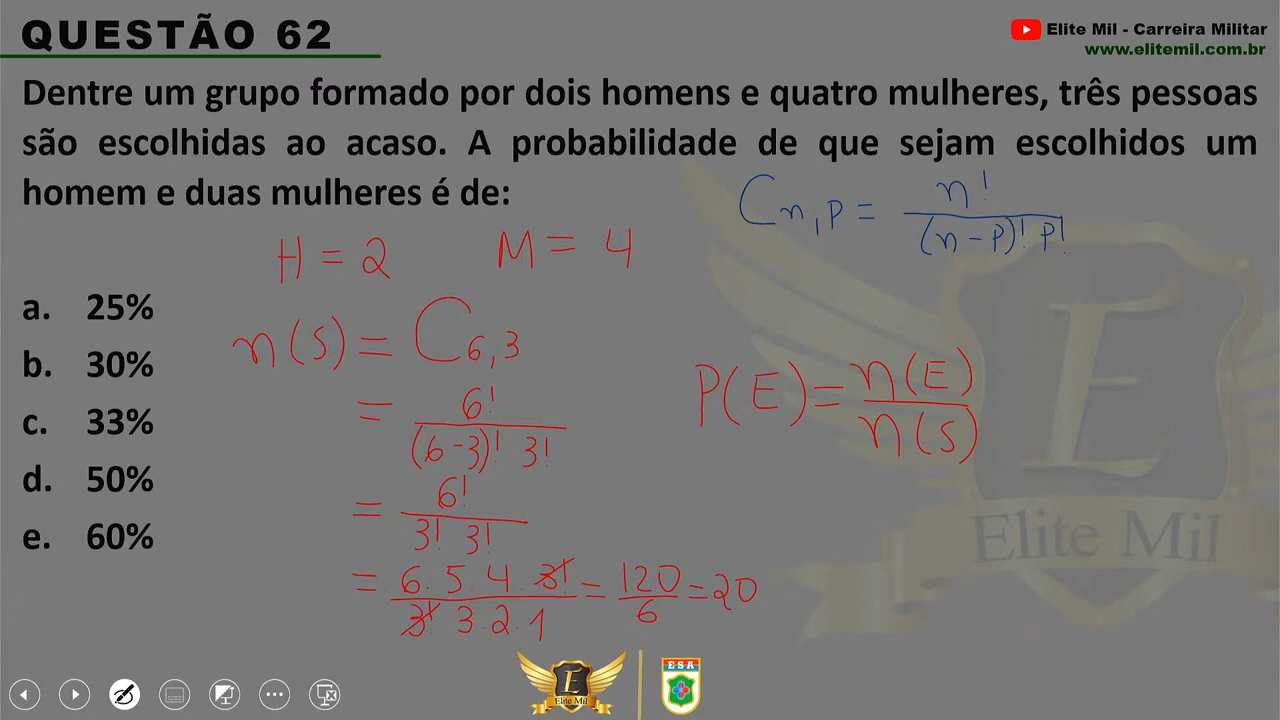 QUESTÃO 62
Elite Mil - Carreira Militar
www.elitemil.com.br
Dentre um grupo formado por dois homens e quatro mulheres, três pessoas
são escolhidas ao acaso. A probabilidade de que sejam escolhidos um
homem e duas mulheres é de:
C n,p = n! / (n-p)! p!
H = 2 M = 4
a. 25%
b. 30%
c. 33%
d. 50%
e. 60%
n(S) = C 6,3
= 6! / (6-3)! 3!
= 6! / 3! 3!
= 6.5.4.3! / 3! 3.2.1 = 120 / 6 = 20
P(E) = n(E) / n(S)
E
Elite Mil
E
Elite Mil
ESA